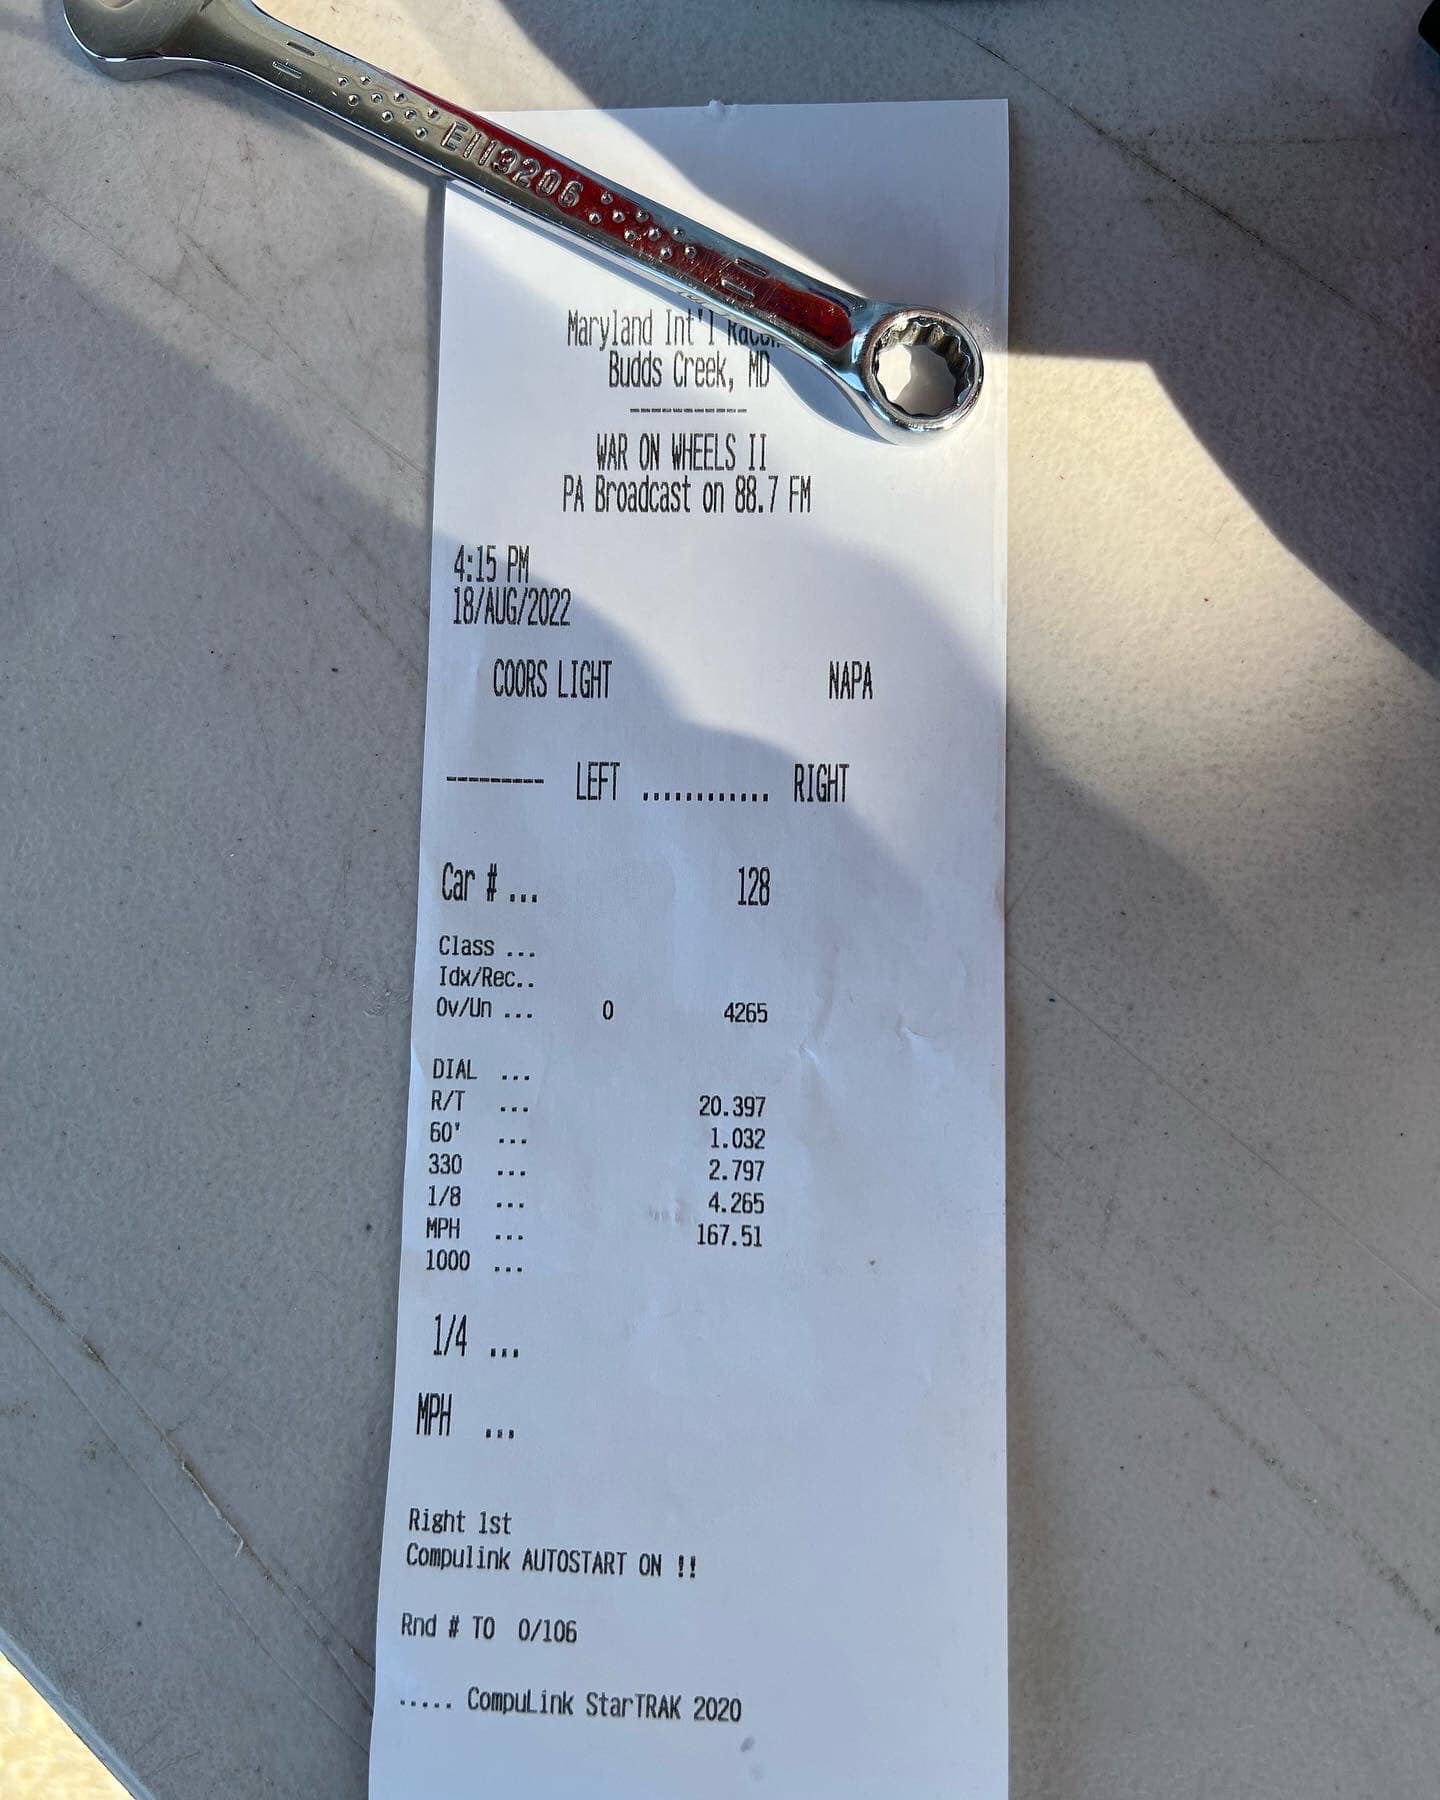 E113206
Maryland Int'l
Budds Creek, MD
----------
WAR ON WHEELS II
PA Broadcast on 88.7 FM
4:15 PM
18/AUG/2022
COORS LIGHT NAPA
--------- LEFT ............ RIGHT
Car # ... 128
Class ...
Idx/Rec..
Ov/Un ... 0 4265
DIAL ...
R/T ... 20.397
60' ... 1.032
330 ... 2.797
1/8 ... 4.265
MPH ... 167.51
1000 ...
1/4 ...
MPH ...
Right 1st
Compulink AUTOSTART ON !!
Rnd # TO 0/106
..... CompuLink StarTRAK 2020